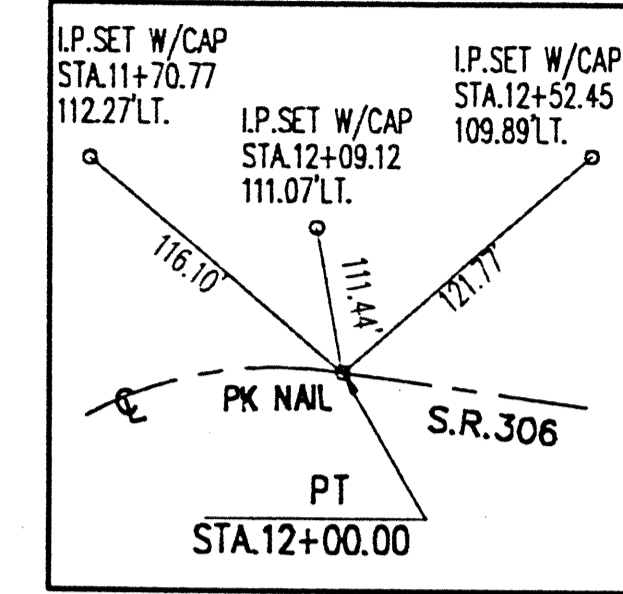 I.P.SET W/CAP
STA.11+70.77
112.27'LT.
I.P.SET W/CAP
STA.12+09.12
111.07'LT.
I.P.SET W/CAP
STA.12+52.45
109.89'LT.
116.10'
111.44'
121.77'
℄
PK NAIL
S.R.306
PT
STA.12+00.00